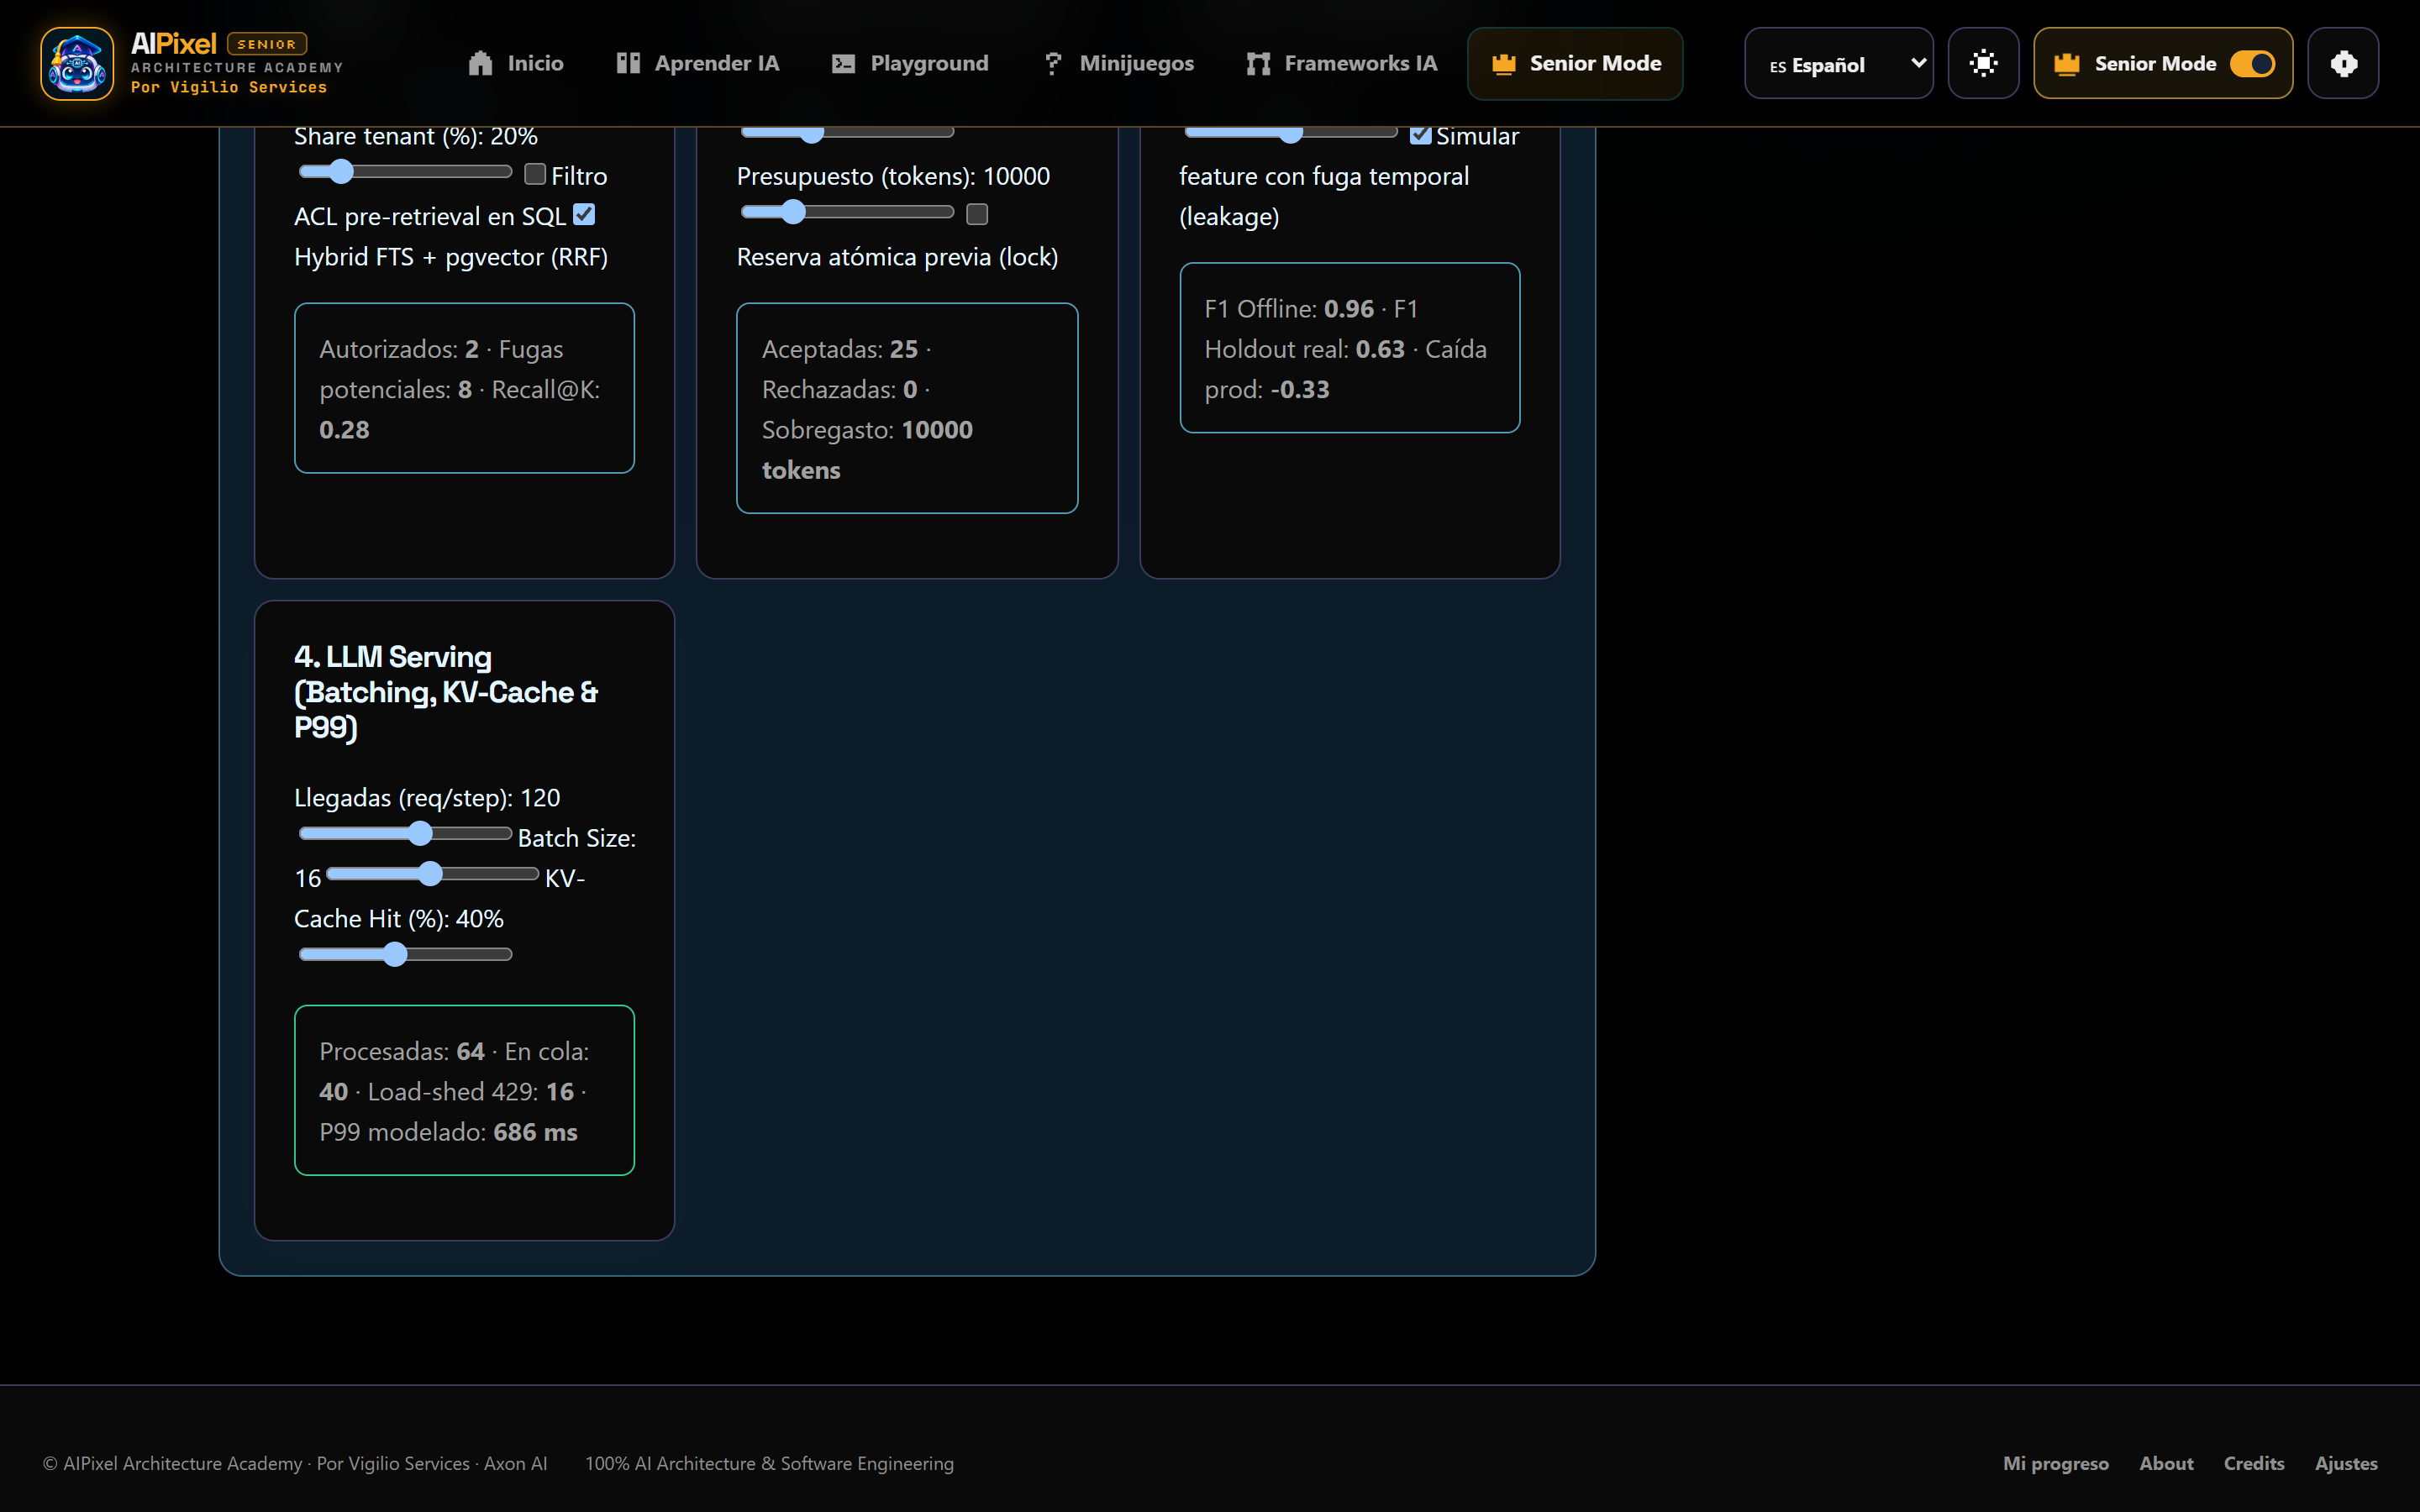 AIPixel SENIOR
ARCHITECTURE ACADEMY
Por Vigilio Services
Inicio
Aprender IA
Playground
Minijuegos
Frameworks IA
Senior Mode
ES Español
Senior Mode
Share tenant (%): 20%
Filtro
ACL pre-retrieval en SQL
Hybrid FTS + pgvector (RRF)
Autorizados: 2 · Fugas
potenciales: 8 · Recall@K:
0.28
Presupuesto (tokens): 10000
Reserva atómica previa (lock)
Aceptadas: 25 ·
Rechazadas: 0 ·
Sobregasto: 10000
tokens
Simular
feature con fuga temporal
(leakage)
F1 Offline: 0.96 · F1
Holdout real: 0.63 · Caída
prod: -0.33
4. LLM Serving
(Batching, KV-Cache &
P99)
Llegadas (req/step): 120
Batch Size:
16 KV-
Cache Hit (%): 40%
Procesadas: 64 · En cola:
40 · Load-shed 429: 16 ·
P99 modelado: 686 ms
© AIPixel Architecture Academy · Por Vigilio Services · Axon AI
100% AI Architecture & Software Engineering
Mi progreso
About
Credits
Ajustes